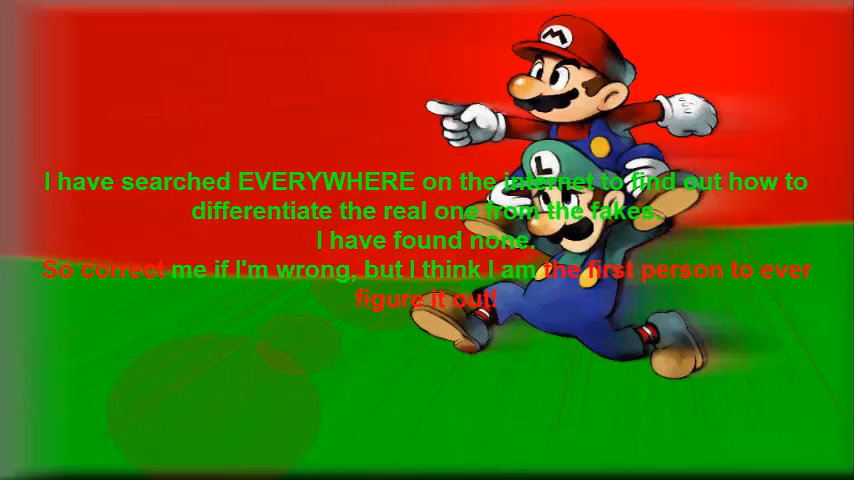 I have searched EVERYWHERE on the internet to find out how to
differentiate the real one from the fakes.
I have found none.
So correct me if I'm wrong, but I think I am the first person to ever
figure it out!
M
L